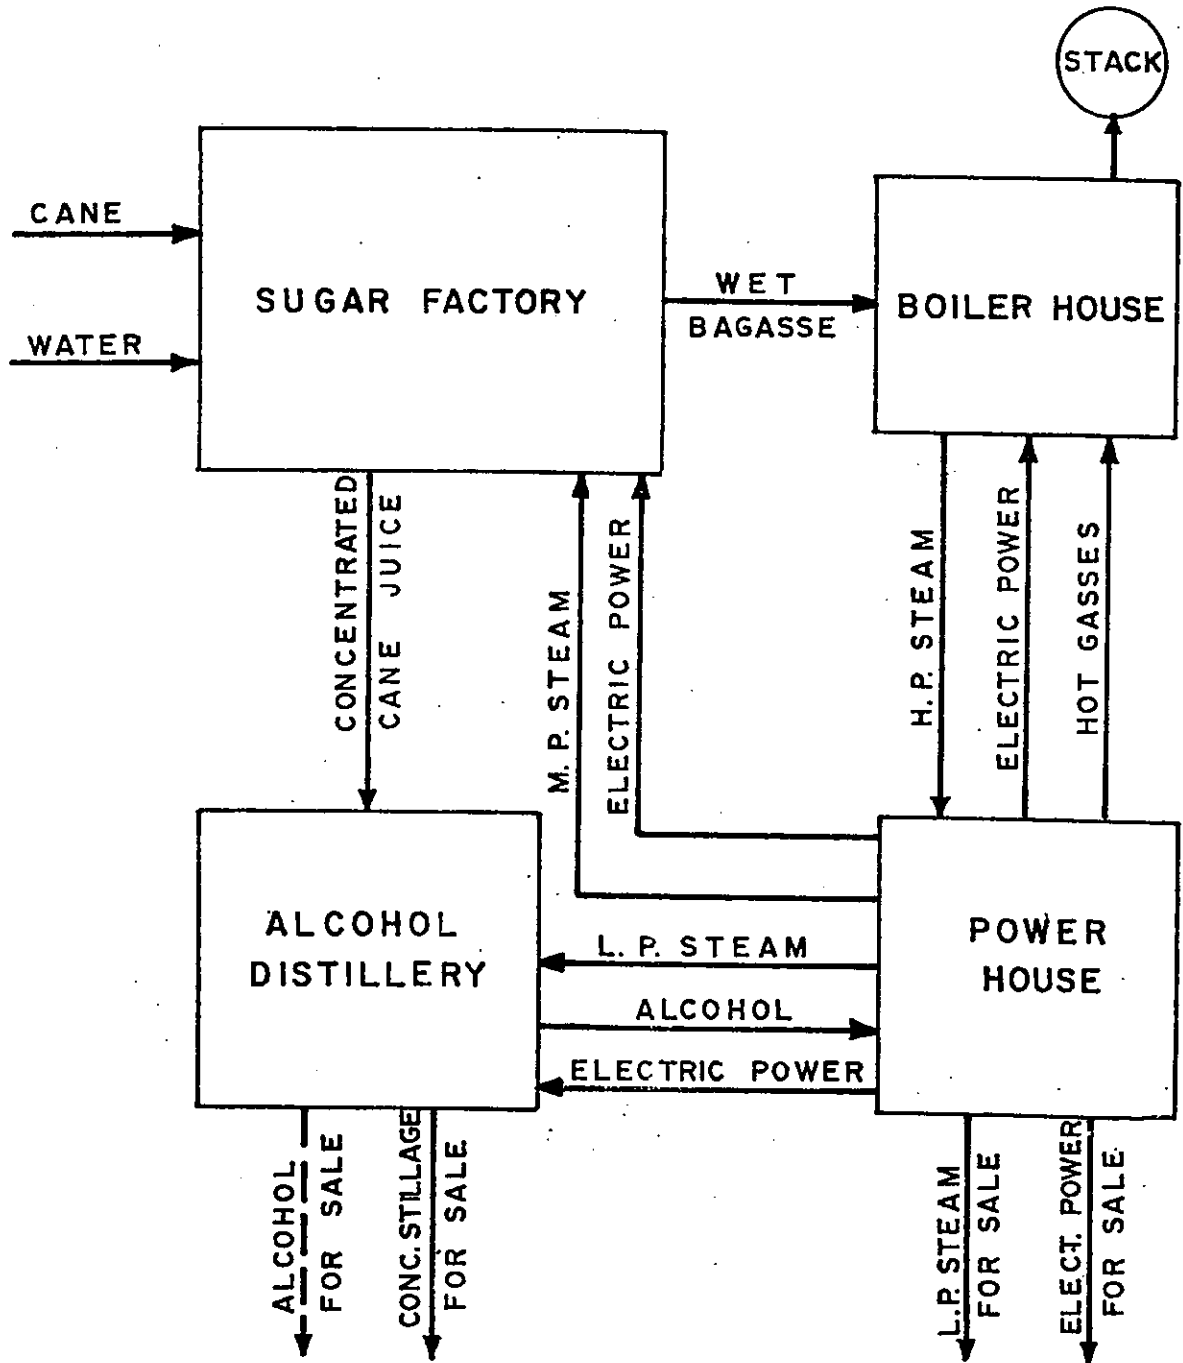 STACK
CANE
WATER
SUGAR FACTORY
WET
BAGASSE
BOILER HOUSE
CONCENTRATED
CANE JUICE
M. P. STEAM
ELECTRIC POWER
H. P. STEAM
ELECTRIC POWER
HOT GASSES
ALCOHOL
DISTILLERY
L. P. STEAM
ALCOHOL
ELECTRIC POWER
POWER
HOUSE
ALCOHOL
FOR SALE
CONC. STILLAGE
FOR SALE
L.P. STEAM
FOR SALE
ELECT. POWER
FOR SALE